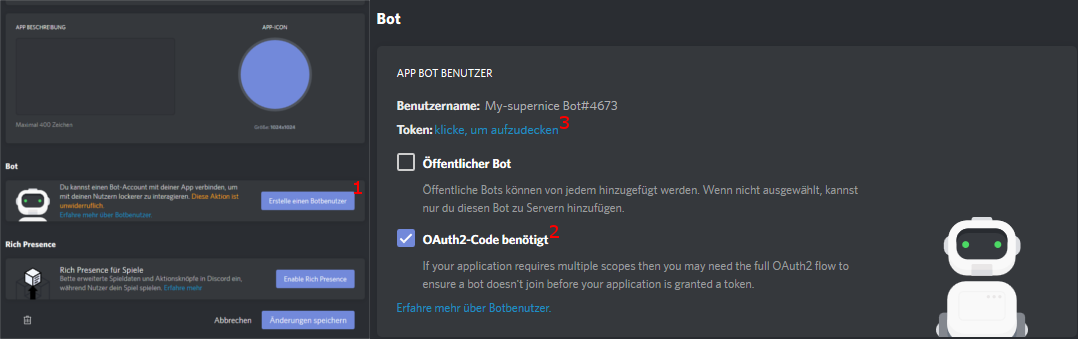 APP BESCHREIBUNG
APP-ICON
Maximal 400 Zeichen
Größe 1024x1024
Bot
Du kannst einen Bot-Account mit deiner App verbinden, um
mit deinen Nutzern lockerer zu interagieren. Diese Aktion ist
unwiderruflich.
Erfahre mehr über Botbenutzer
Erstelle einen Botbenutzer
1
Rich Presence
Rich Presence für Spiele
Bette erweiterte Spieldaten und Aktionsknöpfe in Discord ein,
während Nutzer dein Spiel spielen. Erfahre mehr
Enable Rich Presence
Abbrechen
Änderungen speichern
Bot
APP BOT BENUTZER
Benutzername: My-supernice Bot#4673
Token: klicke, um aufzudecken 3
Öffentlicher Bot
Öffentliche Bots können von jedem hinzugefügt werden. Wenn nicht ausgewählt, kannst
nur du diesen Bot zu Servern hinzufügen.
OAuth2-Code benötigt 2
If your application requires multiple scopes then you may need the full OAuth2 flow to
ensure a bot doesn't join before your application is granted a token.
Erfahre mehr über Botbenutzer.